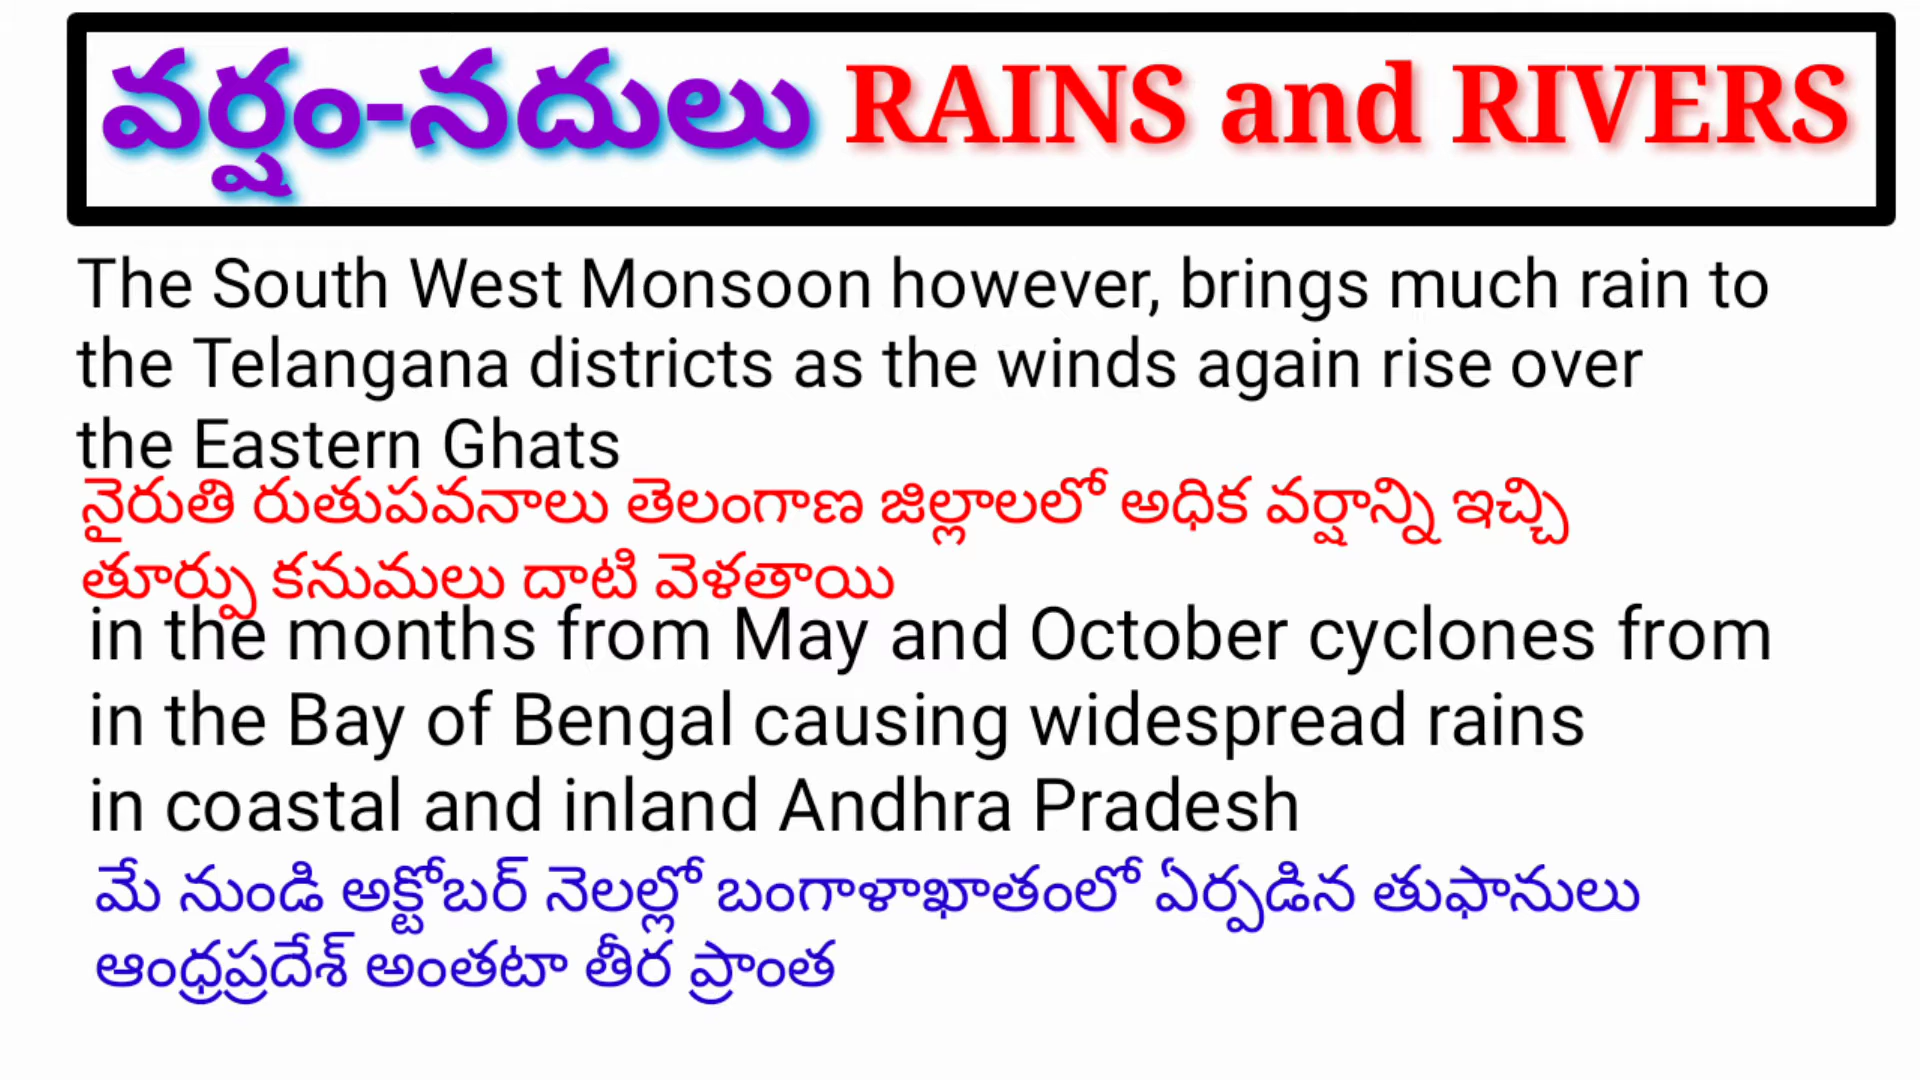 వర్షం-నదులు RAINS and RIVERS
The South West Monsoon however, brings much rain to
the Telangana districts as the winds again rise over
the Eastern Ghats
నైరుతి రుతుపవనాలు తెలంగాణ జిల్లాలలో అధిక వర్షాన్ని ఇచ్చి
తూర్పు కనుమలు దాటి వెళతాయి
in the months from May and October cyclones from
in the Bay of Bengal causing widespread rains
in coastal and inland Andhra Pradesh
మే నుండి అక్టోబర్ నెలల్లో బంగాళాఖాతంలో ఏర్పడిన తుఫానులు
ఆంధ్రప్రదేశ్ అంతటా తీర ప్రాంత